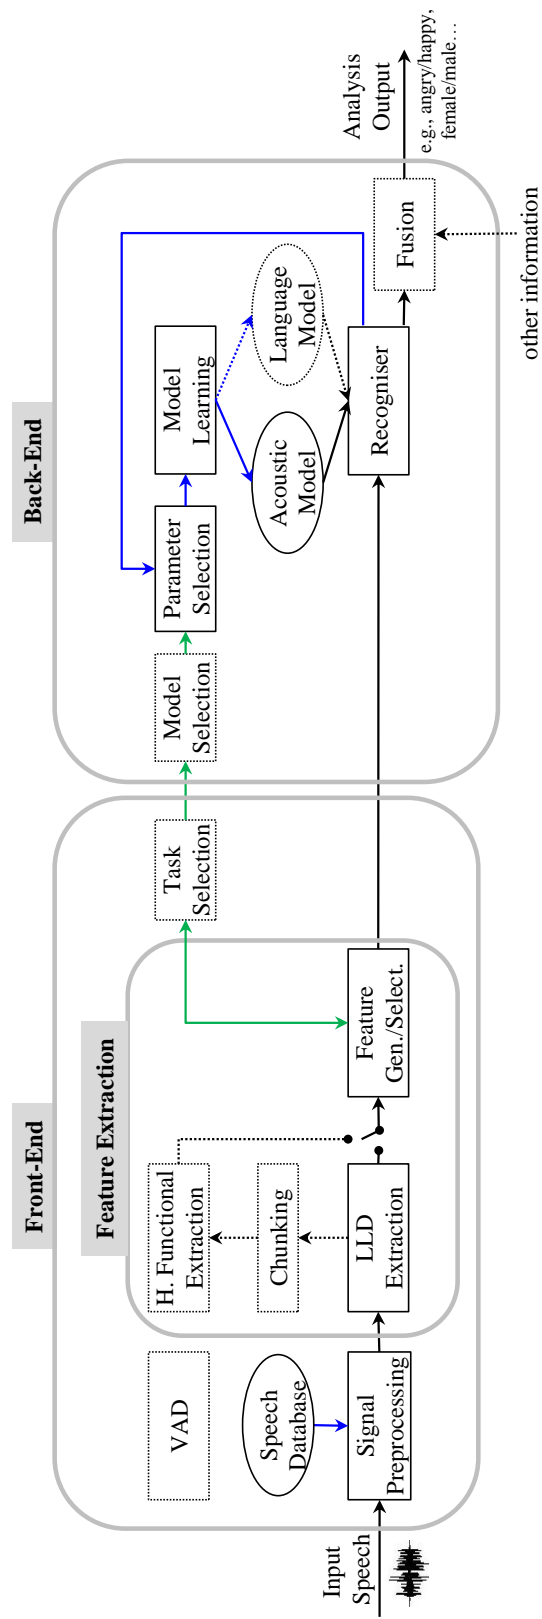 Front-End
Back-End
Feature Extraction
VAD
H. Functional
Extraction
Task
Selection
Model
Selection
Parameter
Selection
Model
Learning
Speech
Database
Chunking
Acoustic
Model
Language
Model
Input
Speech
Signal
Preprocessing
LLD
Extraction
Feature
Gen./Select.
Recogniser
Fusion
Analysis
Output
e.g., angry/happy,
female/male…
other information